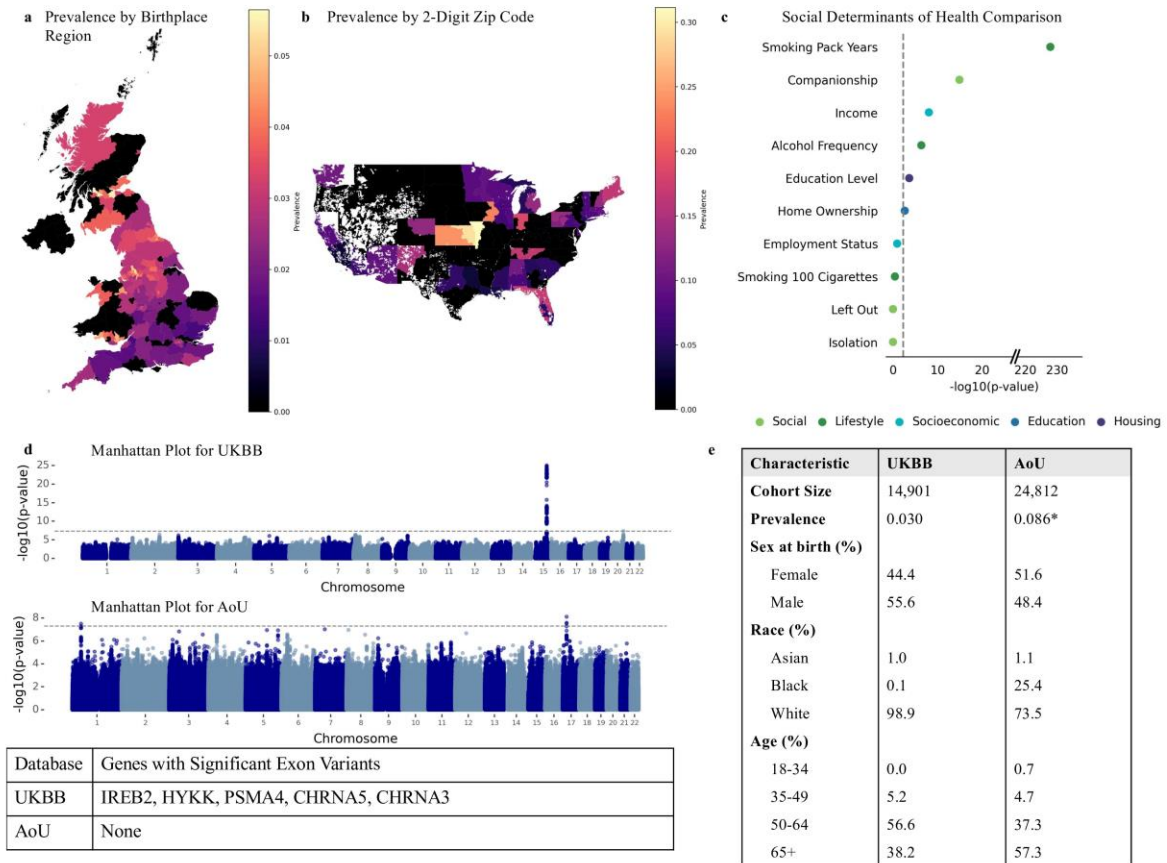 a Prevalence by Birthplace
Region
0.05
0.04
0.03
0.02
0.01
0.00
Prevalence
b Prevalence by 2-Digit Zip Code
0.30
0.25
0.20
0.15
0.10
0.05
0.00
Prevalence
c Social Determinants of Health Comparison
Smoking Pack Years
Companionship
Income
Alcohol Frequency
Education Level
Home Ownership
Employment Status
Smoking 100 Cigarettes
Left Out
Isolation
0 10 20 220 230
-log10(p-value)
Social Lifestyle Socioeconomic Education Housing
d Manhattan Plot for UKBB
25
20
15
10
5
0
-log10(p-value)
1 2 3 4 5 6 7 8 9 10 11 12 13 14 15 16 17 18 19 20 21 22
Chromosome
Manhattan Plot for AoU
8
6
4
2
0
-log10(p-value)
1 2 3 4 5 6 7 8 9 10 11 12 13 14 15 16 17 18 19 20 21 22
Chromosome
Database Genes with Significant Exon Variants
UKBB IREB2, HYKK, PSMA4, CHRNA5, CHRNA3
AoU None
e
Characteristic UKBB AoU
Cohort Size 14,901 24,812
Prevalence 0.030 0.086*
Sex at birth (%)
Female 44.4 51.6
Male 55.6 48.4
Race (%)
Asian 1.0 1.1
Black 0.1 25.4
White 98.9 73.5
Age (%)
18-34 0.0 0.7
35-49 5.2 4.7
50-64 56.6 37.3
65+ 38.2 57.3